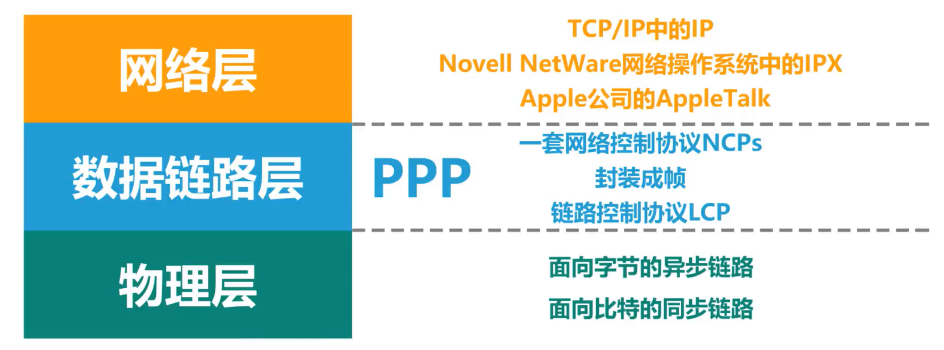 网络层
TCP/IP中的IP
Novell NetWare网络操作系统中的IPX
Apple公司的AppleTalk
数据链路层
PPP
一套网络控制协议NCPs
封装成帧
链路控制协议LCP
物理层
面向字节的异步链路
面向比特的同步链路